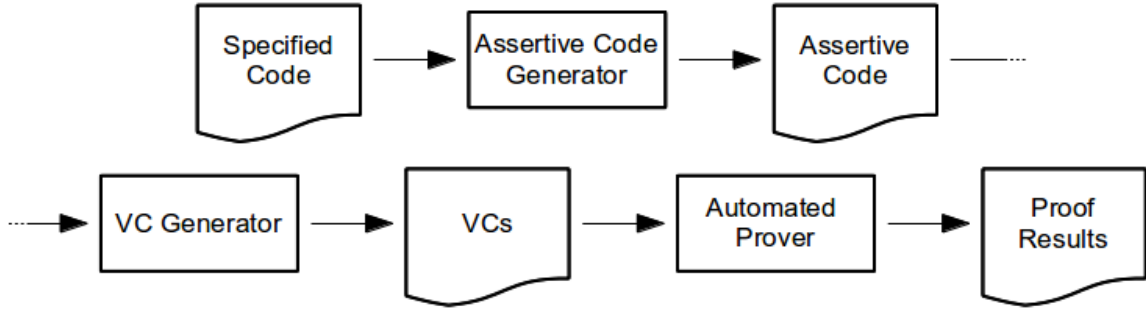 Specified
Code
Assertive Code
Generator
Assertive
Code
VC Generator
VCs
Automated
Prover
Proof
Results